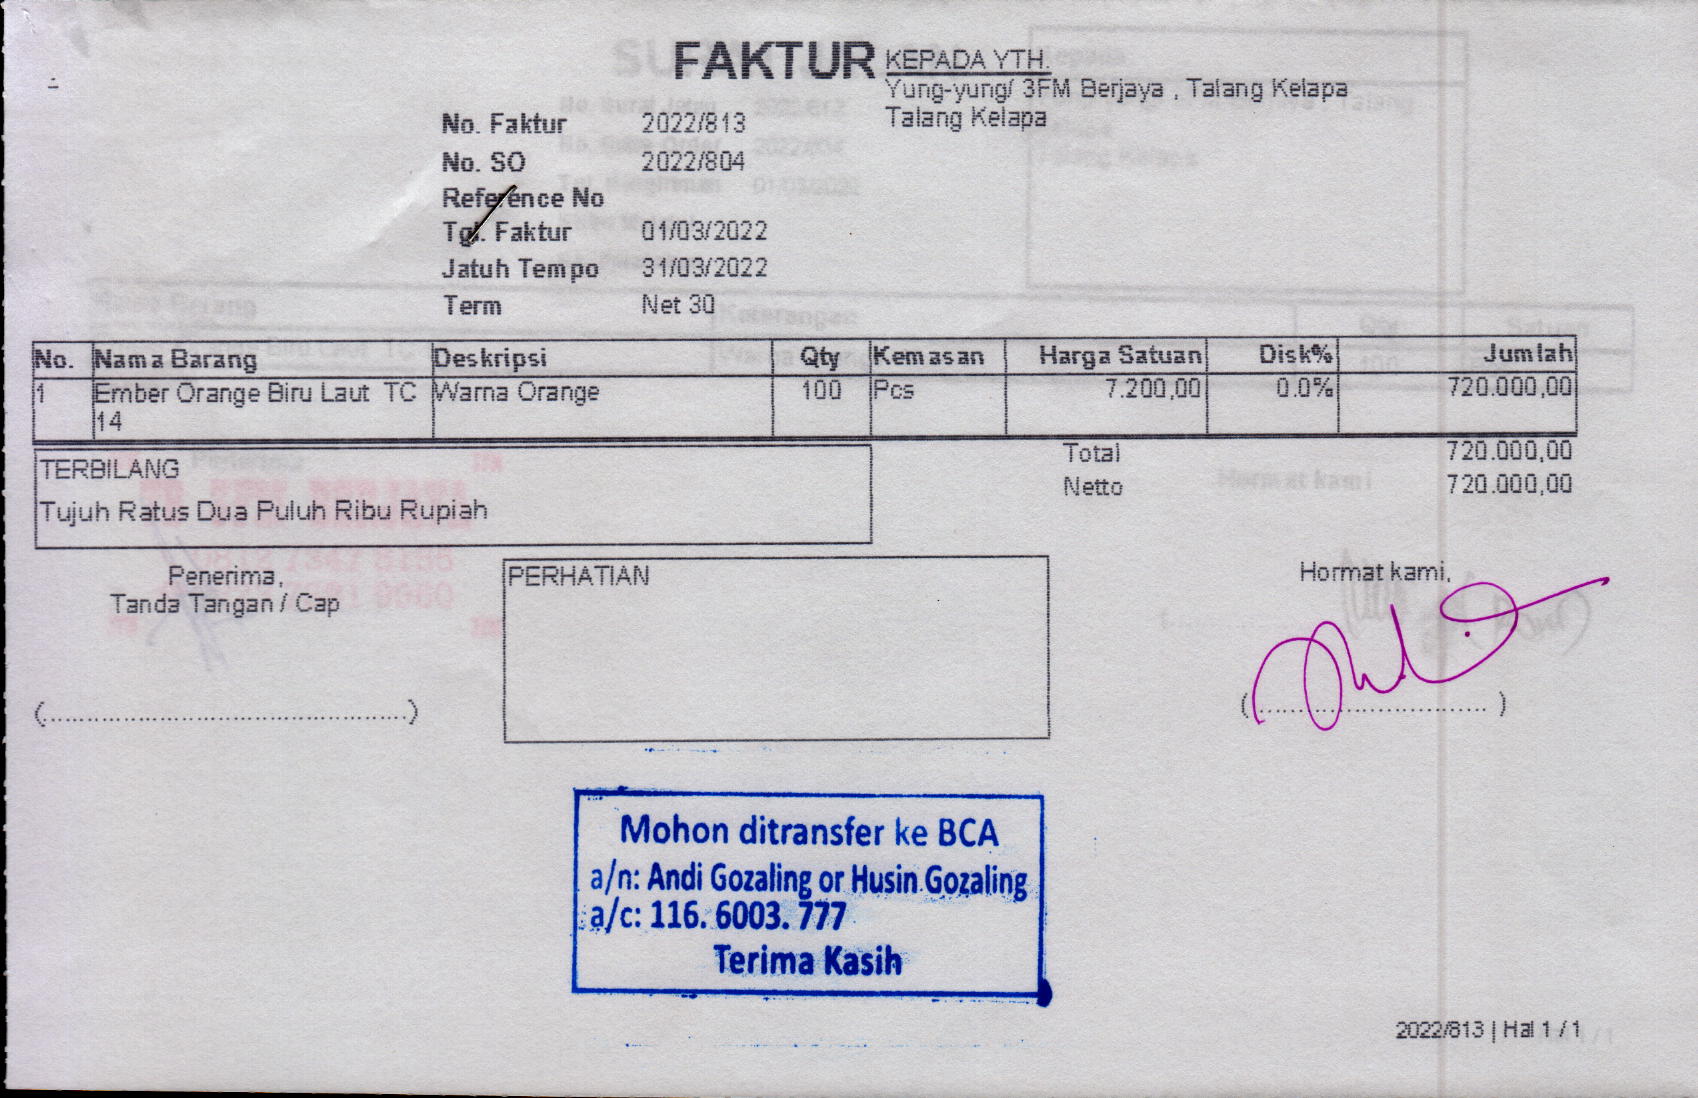 FAKTUR
KEPADA YTH.
Yung-yung/ 3FM Berjaya , Talang Kelapa
Talang Kelapa
No. Faktur 2022/813
No. SO 2022/804
Reference No
Tgl. Faktur 01/03/2022
Jatuh Tempo 31/03/2022
Term Net 30
No. Nama Barang Deskripsi Qty Kemasan Harga Satuan Disk% Jumlah
1 Ember Orange Biru Laut TC Warna Orange 100 Pcs 7.200,00 0.0% 720.000,00
14
Total 720.000,00
Netto 720.000,00
TERBILANG
Tujuh Ratus Dua Puluh Ribu Rupiah
Penerima,
Tanda Tangan / Cap
PERHATIAN
Hormat kami,
Mohon ditransfer ke BCA
a/n: Andi Gozaling or Husin Gozaling
a/c: 116. 6003. 777
Terima Kasih
2022/813 | Hal 1 / 1